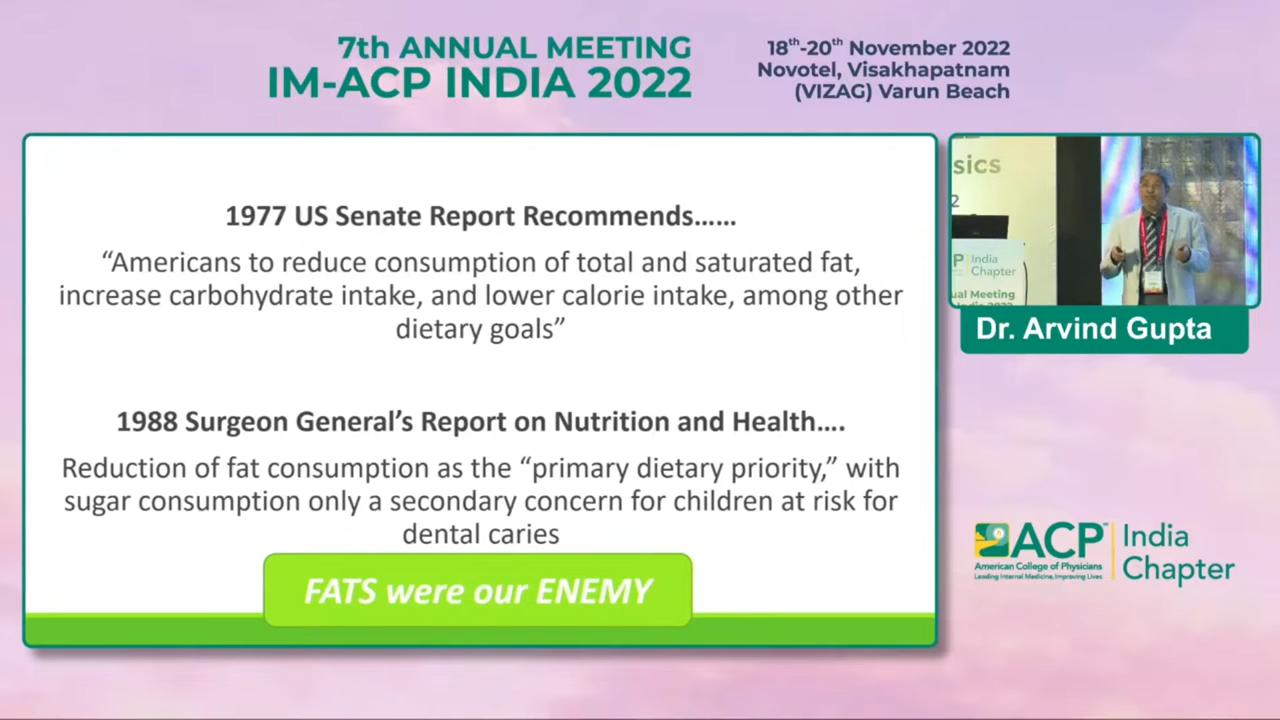 7th ANNUAL MEETING
IM-ACP INDIA 2022
18th-20th November 2022
Novotel, Visakhapatnam
(VIZAG) Varun Beach
1977 US Senate Report Recommends......
“Americans to reduce consumption of total and saturated fat,
increase carbohydrate intake, and lower calorie intake, among other
dietary goals”
1988 Surgeon General’s Report on Nutrition and Health....
Reduction of fat consumption as the “primary dietary priority,” with
sugar consumption only a secondary concern for children at risk for
dental caries
FATS were our ENEMY
sics
2
P India
Chapter
ual Meeting
Dr. Arvind Gupta
ACP™
American College of Physicians
Leading Internal Medicine, Improving Lives
India
Chapter